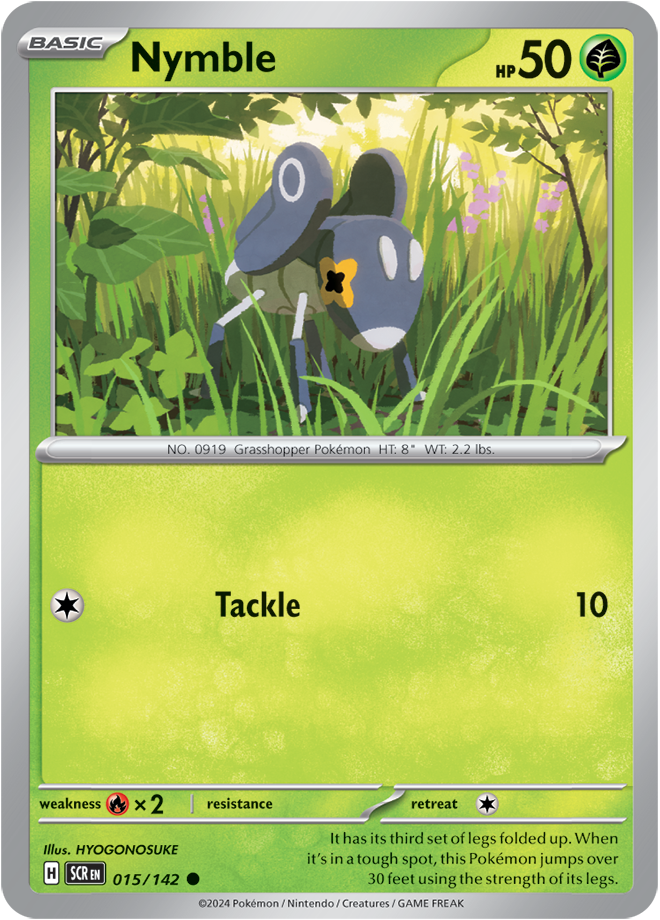 BASIC Nymble HP 50
NO. 0919 Grasshopper Pokémon HT: 8" WT: 2.2 lbs.
Tackle 10
weakness ×2 resistance retreat
Illus. HYOGONOSUKE
It has its third set of legs folded up. When
it's in a tough spot, this Pokémon jumps over
30 feet using the strength of its legs.
H SCR EN 015/142
©2024 Pokémon / Nintendo / Creatures / GAME FREAK